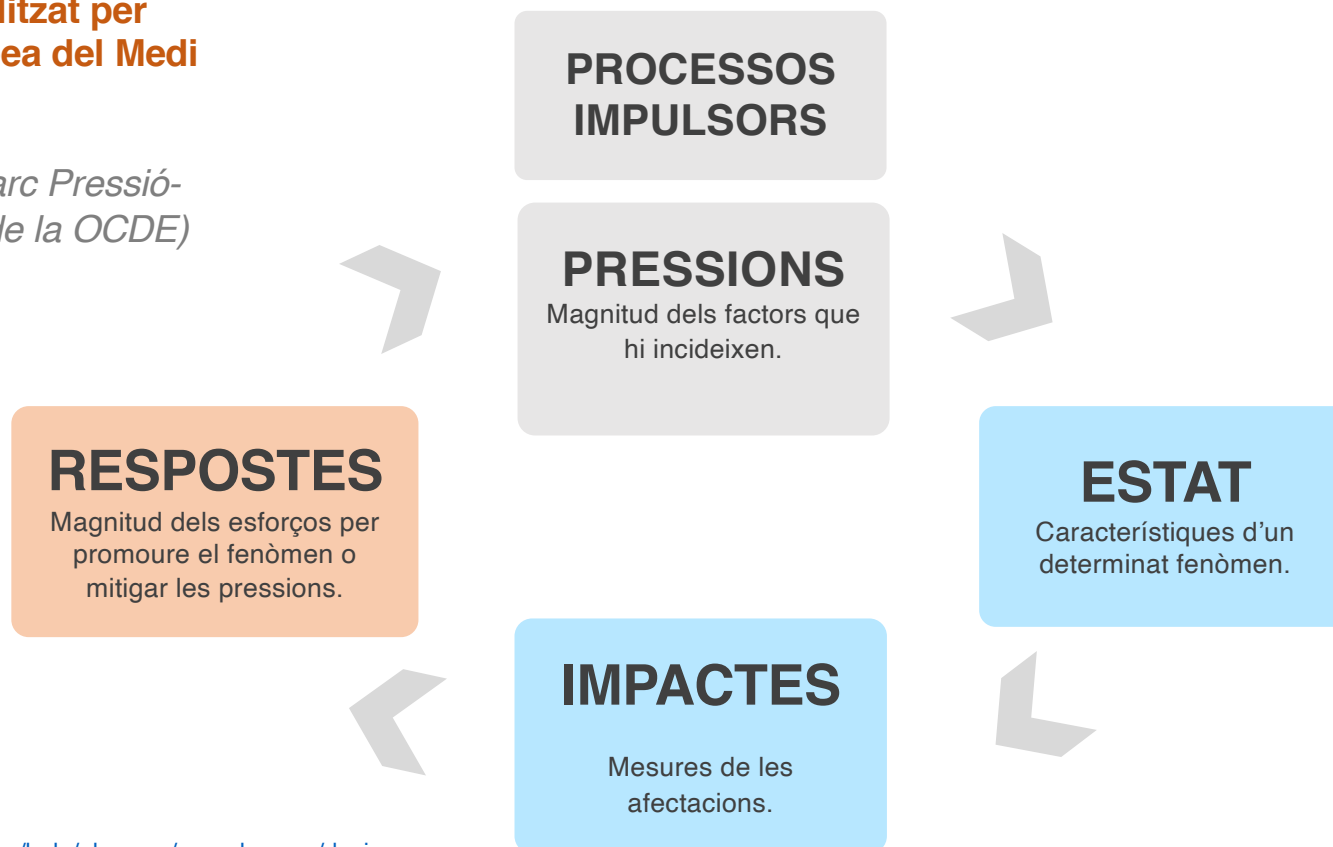 litzat per
ea del Medi
arc Pressió-
le la OCDE)
PROCESSOS
IMPULSORS
PRESSIONS
Magnitud dels factors que
hi incideixen.
RESPOSTES
Magnitud dels esforços per
promoure el fenòmen o
mitigar les pressions.
ESTAT
Característiques d’un
determinat fenòmen.
IMPACTES
Mesures de les
afectacions.